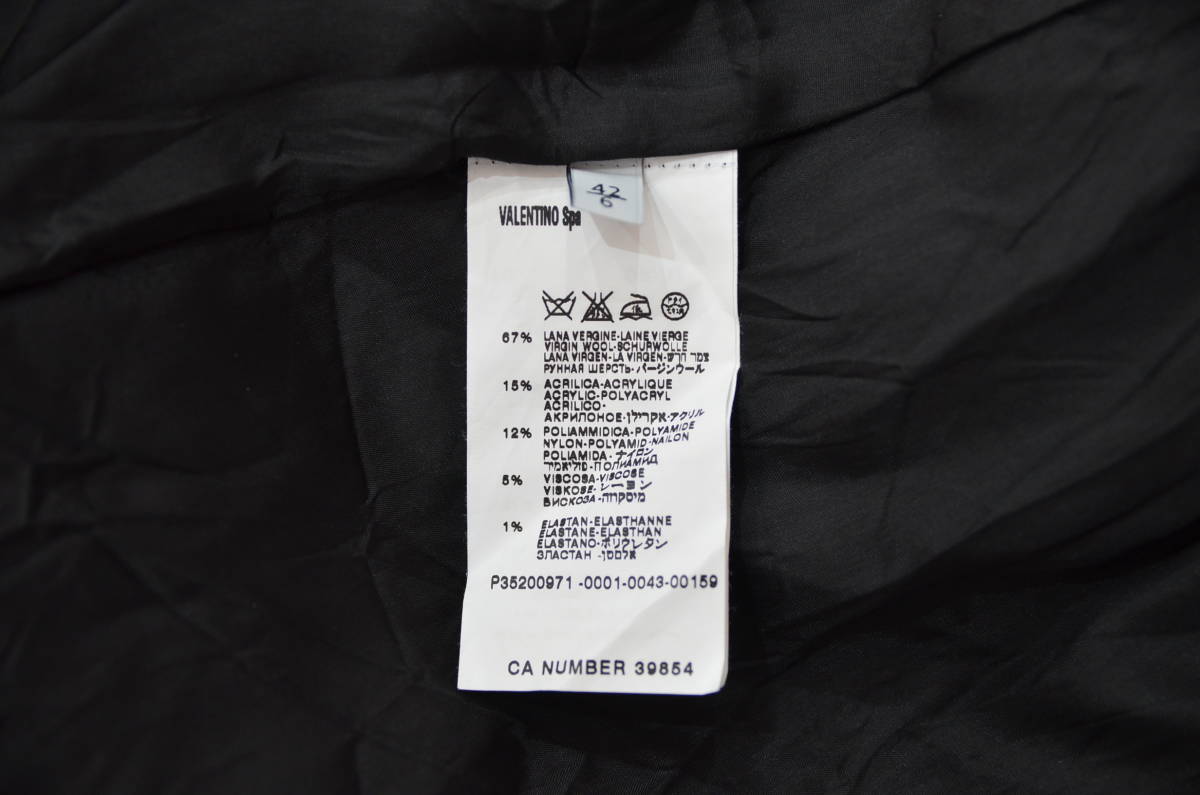 42
6
VALENTINO Spa
67% LANA VERGINE-LAINE VIERGE
VIRGIN WOOL-SCHURWOLLE
LANA VIRGEN-LA VIRGEN-צמר חדש
РУННАЯ ШЕРСТЬ-バージンウール
15% ACRILICA-ACRYLIQUE
ACRYLIC-POLYACRYL
ACRILICO-
АКРИЛОНОЕ-אקרילן-アクリル
12% POLIAMMIDICA-POLYAMIDE
NYLON-POLYAMID-NAILON
POLIAMIDA-ナイロン
פוליאמיד-ПОЛИАМИД
5% VISCOSA-VISCOSE
VISKOSE-レーヨン
ВИСКОЗА-מיסקוזה
1% ELASTAN-ELASTHANNE
ELASTANE-ELASTHAN
ELASTANO-ポリウレタン
ЭЛАСТАН-אלסטן
P35200971-0001-0043-00159
CA NUMBER 39854